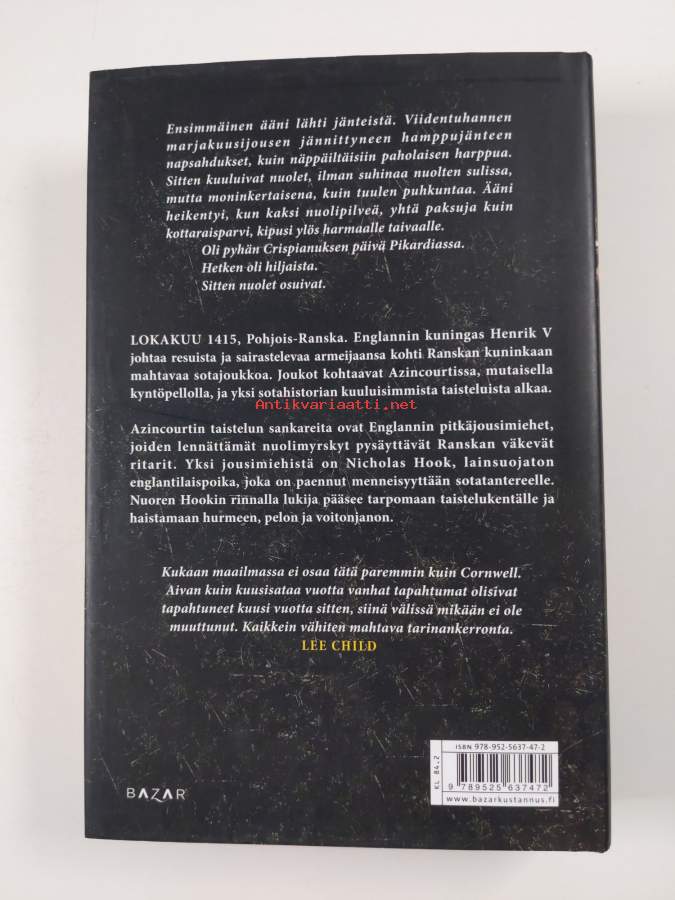 Ensimmäinen ääni lähti jänteistä. Viidentuhannen
marjakuusijousen jännittyneen hamppujänteen
napsahdukset, kuin näppäiltäisiin paholaisen harppua.
Sitten kuuluivat nuolet, ilman suhinaa nuolten sulissa,
mutta moninkertaisena, kuin tuulen puhkuntaa. Ääni
heikentyi, kun kaksi nuolipilveä, yhtä paksuja kuin
kottaraisparvi, kipusi ylös harmaalle taivaalle.
Oli pyhän Crispianuksen päivä Pikardiassa.
Hetken oli hiljaista.
Sitten nuolet osuivat.
LOKAKUU 1415, Pohjois-Ranska. Englannin kuningas Henrik V
johtaa resuista ja sairastelevaa armeijaansa kohti Ranskan kuninkaan
mahtavaa sotajoukkoa. Joukot kohtaavat Azincourtissa, mutaisella
kyntöpellolla, ja yksi sotahistorian kuuluisimmista taisteluista alkaa.
Antikvariaatti.net
Azincourtin taistelun sankareita ovat Englannin pitkäjousimiehet,
joiden lennättämät nuolimyrskyt pysäyttävät Ranskan väkevät
ritarit. Yksi jousimiehistä on Nicholas Hook, lainsuojaton
englantilaispoika, joka on paennut menneisyyttään sotatantereelle.
Nuoren Hookin rinnalla lukija pääsee tarpomaan taistelukentälle ja
haistamaan hurmeen, pelon ja voitonjanon.
Kukaan maailmassa ei osaa tätä paremmin kuin Cornwell.
Aivan kuin kuusisataa vuotta vanhat tapahtumat olisivat
tapahtuneet kuusi vuotta sitten, siinä välissä mikään ei ole
muuttunut. Kaikkein vähiten mahtava tarinankerronta.
LEE CHILD
ISBN 978-952-5637-47-2
KL 84.2
9 789525 637472
www.bazarkustannus.fi
BAZAR